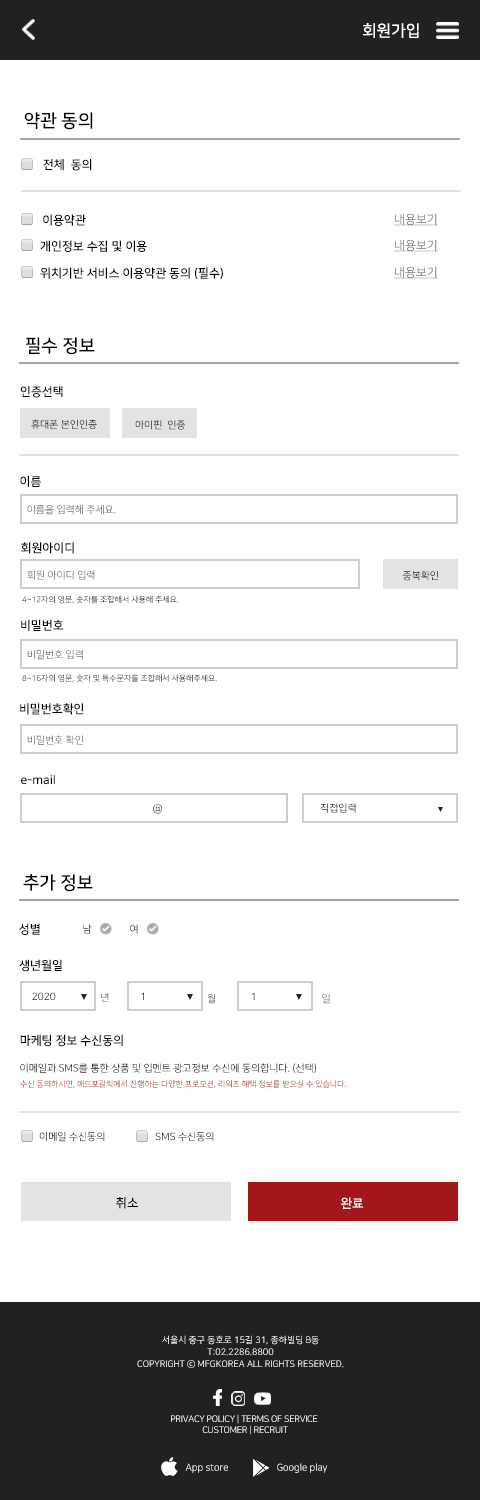 회원가입
약관 동의
전체 동의
이용약관 내용보기
개인정보 수집 및 이용 내용보기
위치기반 서비스 이용약관 동의 (필수) 내용보기
필수 정보
인증선택
휴대폰 본인인증 아이핀 인증
이름
이름을 입력해 주세요.
회원아이디
회원 아이디 입력 중복확인
4~12자의 영문, 숫자를 조합해서 사용해 주세요.
비밀번호
비밀번호 입력
8~16자의 영문, 숫자 및 특수문자를 조합해서 사용해주세요.
비밀번호확인
비밀번호 확인
e-mail
@ 직접입력 ▼
추가 정보
성별 남 여
생년월일
2020 ▼ 년 1 ▼ 월 1 ▼ 일
마케팅 정보 수신동의
이메일과 SMS를 통한 상품 및 입멘트 광고정보 수신에 동의합니다. (선택)
수신 동의하시면, 매드포갈릭에서 진행하는 다양한 프로모션, 리워즈 혜택 정보를 받으실 수 있습니다.
이메일 수신동의 SMS 수신동의
취소 완료
서울시 중구 동호로 15길 31, 종하빌딩 B동
T:02.2286.8800
COPYRIGHT © MFGKOREA ALL RIGHTS RESERVED.
PRIVACY POLICY | TERMS OF SERVICE
CUSTOMER | RECRUIT
App store Google play